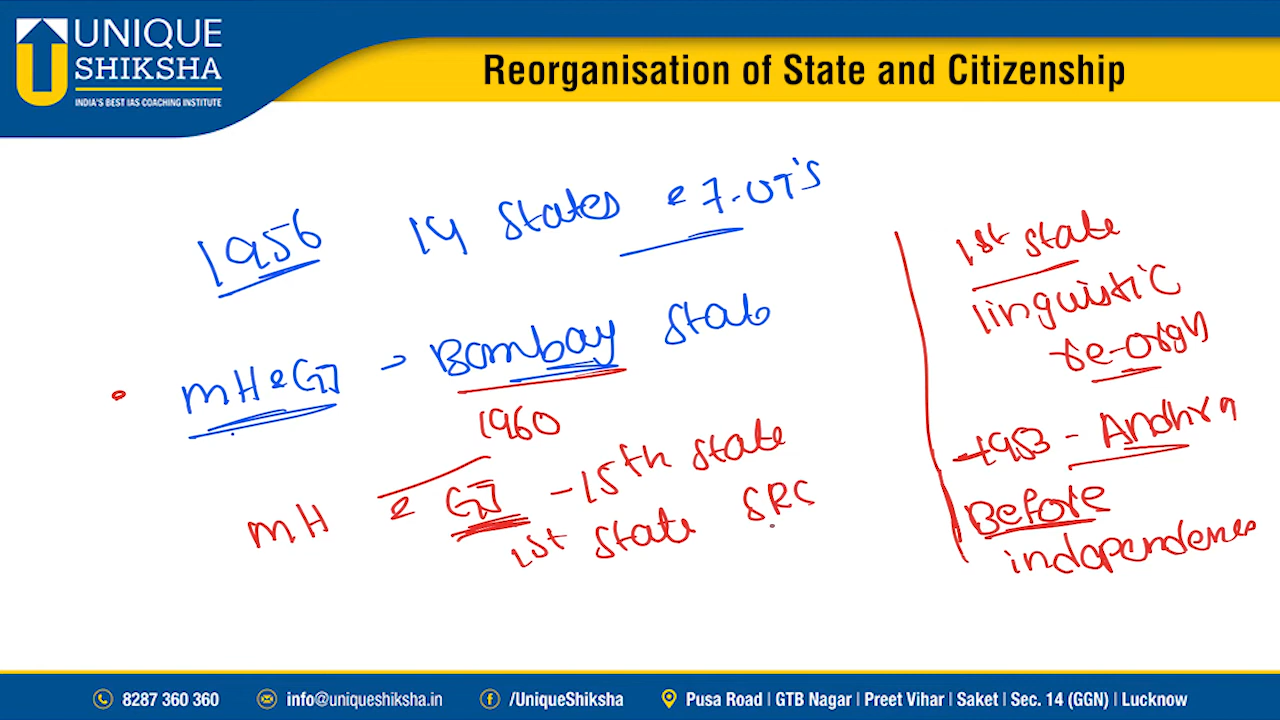 UNIQUE
SHIKSHA
INDIA'S BEST IAS COACHING INSTITUTE
Reorganisation of State and Citizenship
1956 14 States & 7-UT'S
MH & GJ - Bombay State
1960
MH & GJ - 15th state
1st state SRC
1st state
linguistic
re-orgn
-1953 - Andhra
Before
independence
8287 360 360
info@uniqueshiksha.in
/UniqueShiksha
Pusa Road | GTB Nagar | Preet Vihar | Saket | Sec. 14 (GGN) | Lucknow